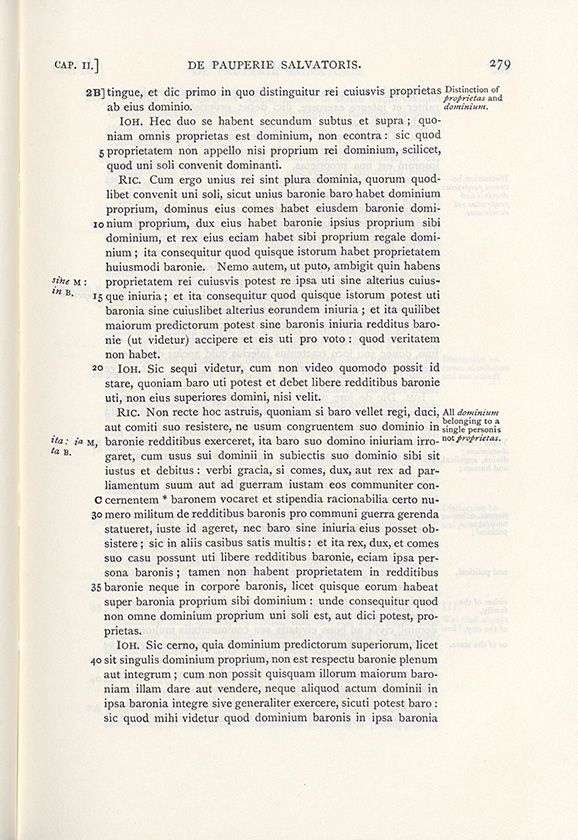 CAP. II.] DE PAUPERIE SALVATORIS. 279
2B] tingue, et dic primo in quo distinguitur rei cuiusvis proprietas
ab eius dominio.
Distinction of
proprietas and
dominium.
IOH. Hec duo se habent secundum subtus et supra ; quo-
niam omnis proprietas est dominium, non econtra : sic quod
5 proprietatem non appello nisi proprium rei dominium, scilicet,
quod uni soli convenit dominanti.
RIC. Cum ergo unius rei sint plura dominia, quorum quod-
libet convenit uni soli, sicut unius baronie baro habet dominium
proprium, dominus eius comes habet eiusdem baronie domi-
10 nium proprium, dux eius habet baronie ipsius proprium sibi
dominium, et rex eius eciam habet sibi proprium regale domi-
nium ; ita consequitur quod quisque istorum habet proprietatem
huiusmodi baronie. Nemo autem, ut puto, ambigit quin habens
sine M :
in B.
proprietatem rei cuiusvis potest re ipsa uti sine alterius cuius-
15 que iniuria ; et ita consequitur quod quisque istorum potest uti
baronia sine cuiuslibet alterius eorundem iniuria ; et ita quilibet
maiorum predictorum potest sine baronis iniuria redditus baro-
nie (ut videtur) accipere et eis uti pro voto : quod veritatem
non habet.
20 IOH. Sic sequi videtur, cum non video quomodo possit id
stare, quoniam baro uti potest et debet libere redditibus baronie
uti, non eius superiores domini, nisi velit.
RIC. Non recte hoc astruis, quoniam si baro vellet regi, duci,
aut comiti suo resistere, ne usum congruentem suo dominio in
All dominium
belonging to a
single personis
not proprietas.
ita : ia M,
ta B.
baronie redditibus exerceret, ita baro suo domino iniuriam irro-
garet, cum usus sui dominii in subiectis suo dominio sibi sit
iustus et debitus : verbi gracia, si comes, dux, aut rex ad par-
liamentum suum aut ad guerram iustam eos communiter con-
C cernentem * baronem vocaret et stipendia racionabilia certo nu-
30 mero militum de redditibus baronis pro communi guerra gerenda
statueret, iuste id ageret, nec baro sine iniuria eius posset ob-
sistere ; sic in aliis casibus satis multis : et ita rex, dux, et comes
suo casu possunt uti libere redditibus baronie, eciam ipsa per-
sona baronis ; tamen non habent proprietatem in redditibus
35 baronie neque in corpore baronis, licet quisque eorum habeat
super baronia proprium sibi dominium : unde consequitur quod
non omne dominium proprium uni soli est, aut dici potest, pro-
prietas.
IOH. Sic cerno, quia dominium predictorum superiorum, licet
40 sit singulis dominium proprium, non est respectu baronie plenum
aut integrum ; cum non possit quisquam illorum maiorum baro-
niam illam dare aut vendere, neque aliquod actum dominii in
ipsa baronia integre sive generaliter exercere, sicuti potest baro :
sic quod mihi videtur quod dominium baronis in ipsa baronia